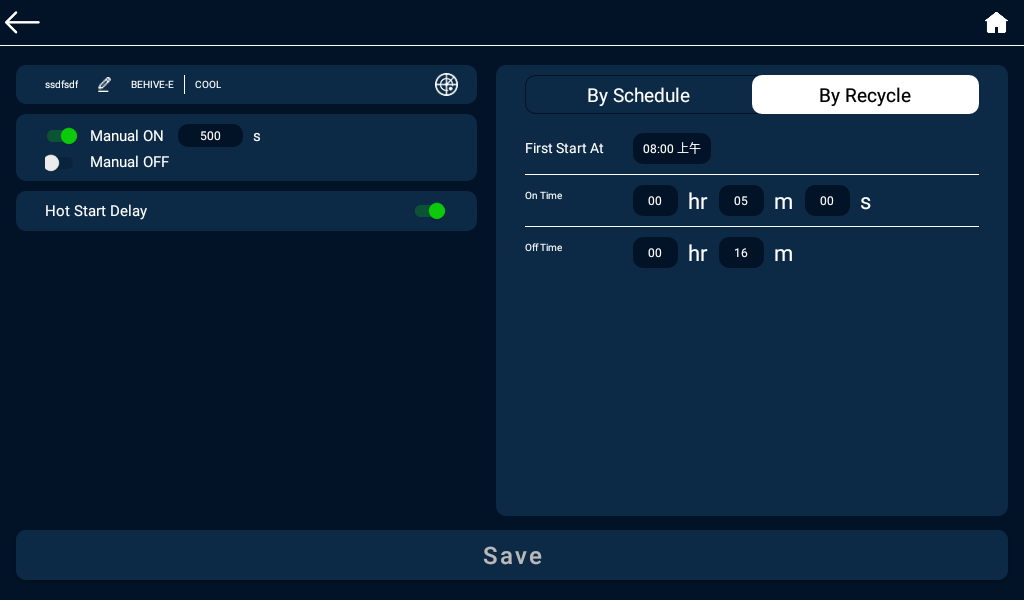 ssdfsdf BEHIVE-E COOL
Manual ON 500 s
Manual OFF
Hot Start Delay
By Schedule By Recycle
First Start At 08:00 上午
On Time 00 hr 05 m 00 s
Off Time 00 hr 16 m
Save